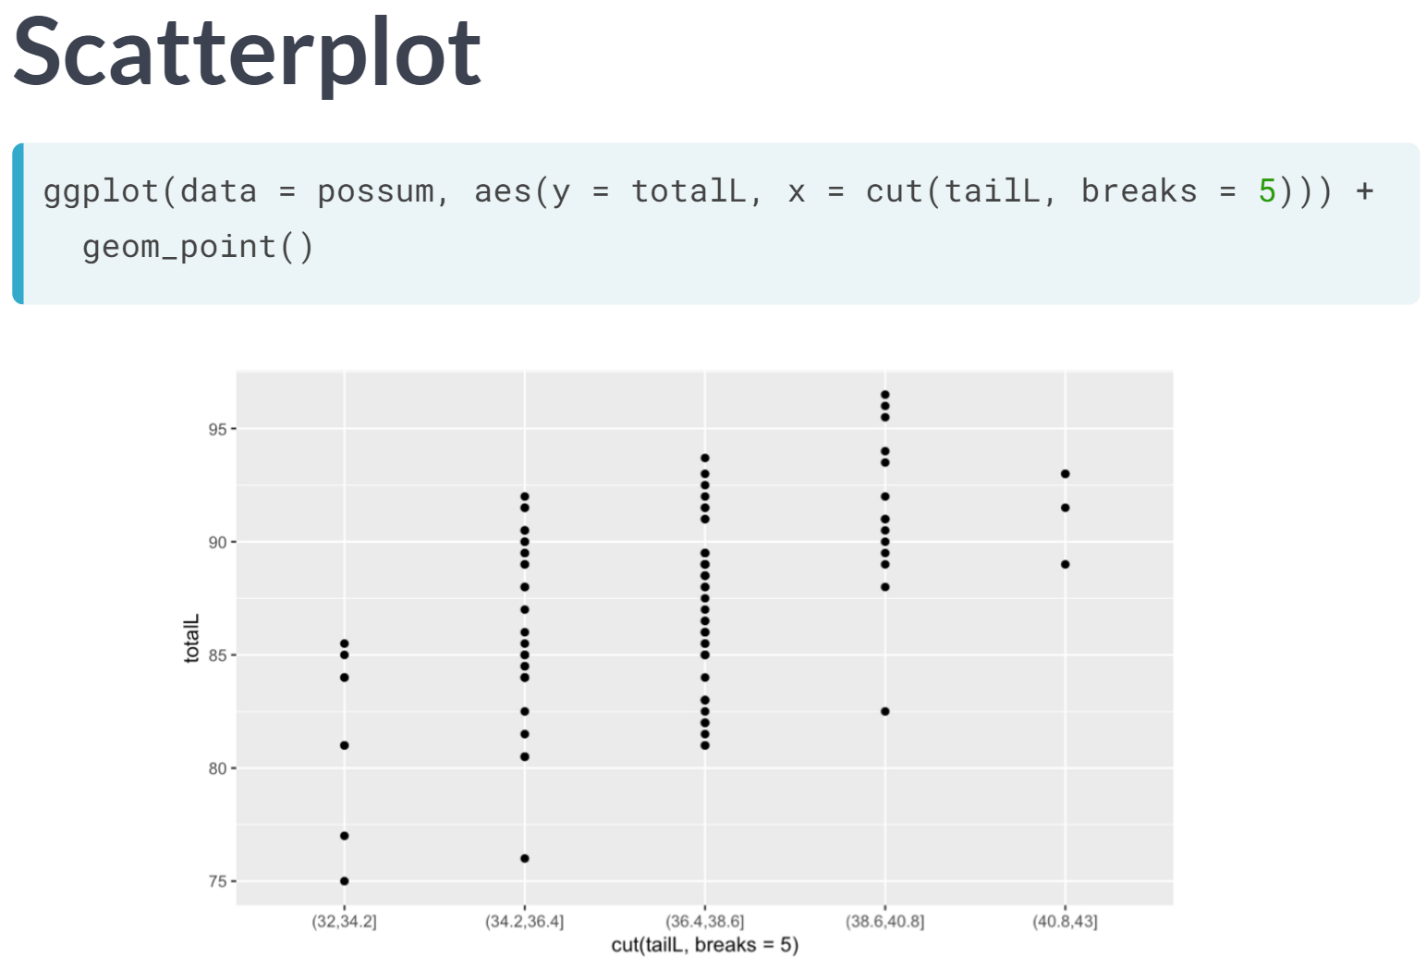 Scatterplot
ggplot(data = possum, aes(y = totalL, x = cut(tailL, breaks = 5))) +
  geom_point()
95
90
85
80
75
totalL
(32,34.2] (34.2,36.4] (36.4,38.6] (38.6,40.8] (40.8,43]
cut(tailL, breaks = 5)